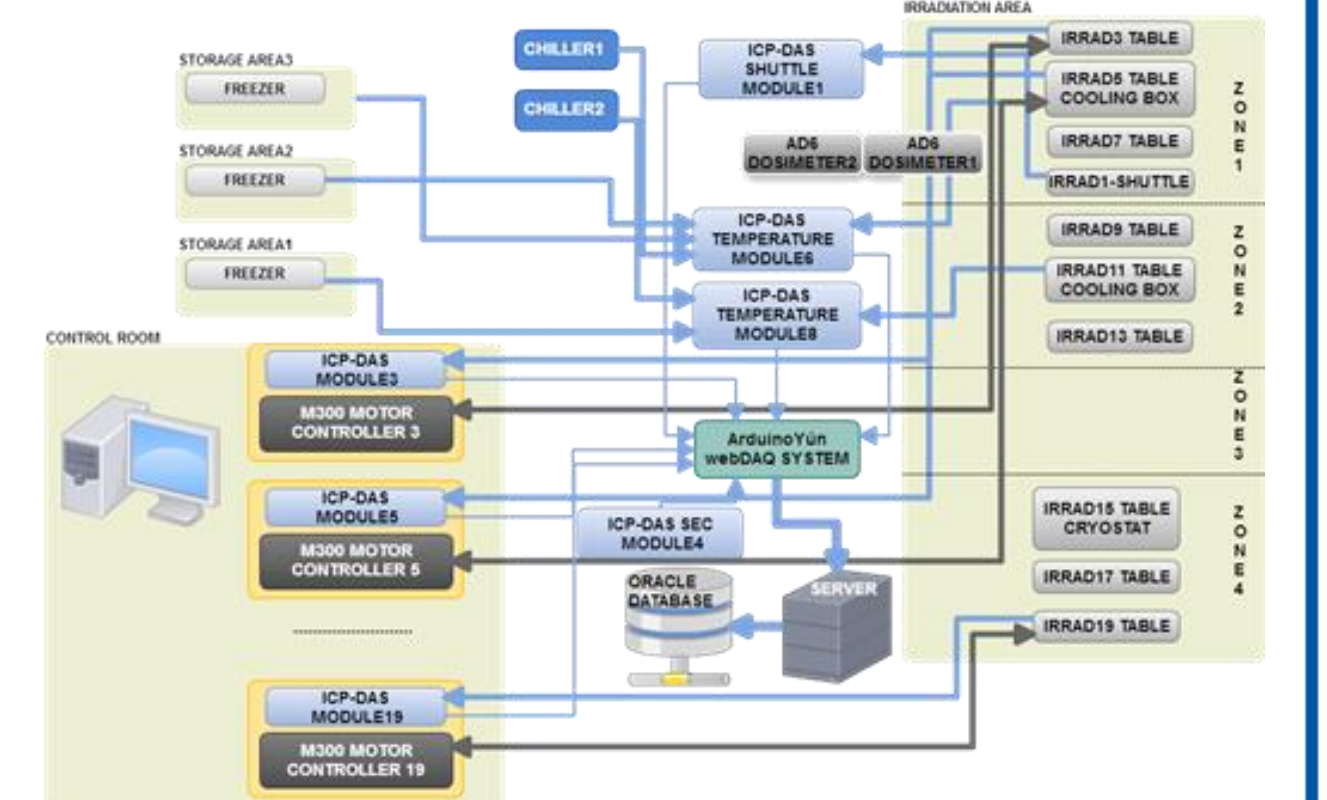 IRRADIATION AREA
STORAGE AREA3
FREEZER
STORAGE AREA2
FREEZER
STORAGE AREA1
FREEZER
CHILLER1
CHILLER2
ICP-DAS
SHUTTLE
MODULE1
AD6
DOSIMETER2
AD6
DOSIMETER1
ICP-DAS
TEMPERATURE
MODULE6
ICP-DAS
TEMPERATURE
MODULE8
IRRAD3 TABLE
IRRAD5 TABLE
COOLING BOX
IRRAD7 TABLE
IRRAD1-SHUTTLE
ZONE1
IRRAD9 TABLE
IRRAD11 TABLE
COOLING BOX
IRRAD13 TABLE
ZONE2
ZONE3
IRRAD15 TABLE
CRYOSTAT
IRRAD17 TABLE
IRRAD19 TABLE
ZONE4
CONTROL ROOM
ICP-DAS
MODULE3
M300 MOTOR
CONTROLLER 3
ICP-DAS
MODULE5
M300 MOTOR
CONTROLLER 5
ICP-DAS
MODULE19
M300 MOTOR
CONTROLLER 19
ArduinoYún
webDAQ SYSTEM
ICP-DAS SEC
MODULE4
ORACLE
DATABASE
SERVER